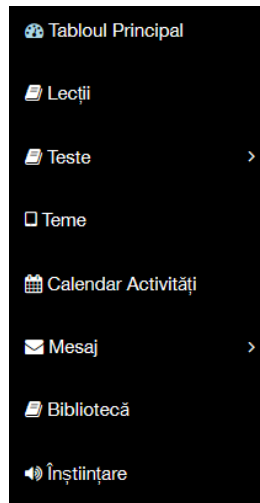 Tabloul Principal
Lecții
Teste
Teme
Calendar Activități
Mesaj
Bibliotecă
Înștiințare